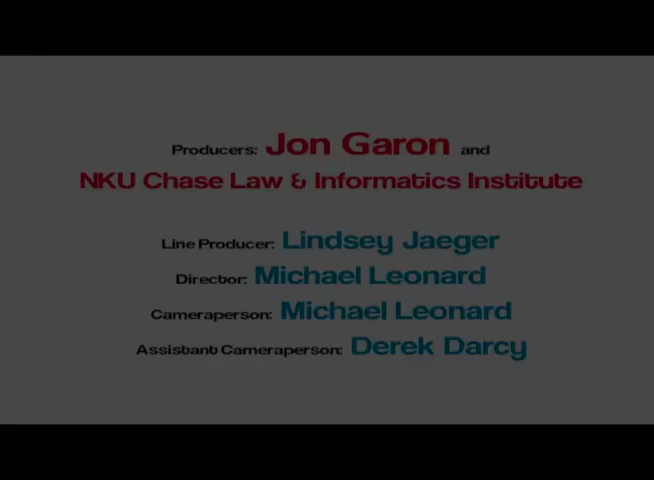 Producers: Jon Garon and
NKU Chase Law & Informatics Institute
Line Producer: Lindsey Jaeger
Director: Michael Leonard
Cameraperson: Michael Leonard
Assistant Cameraperson: Derek Darcy